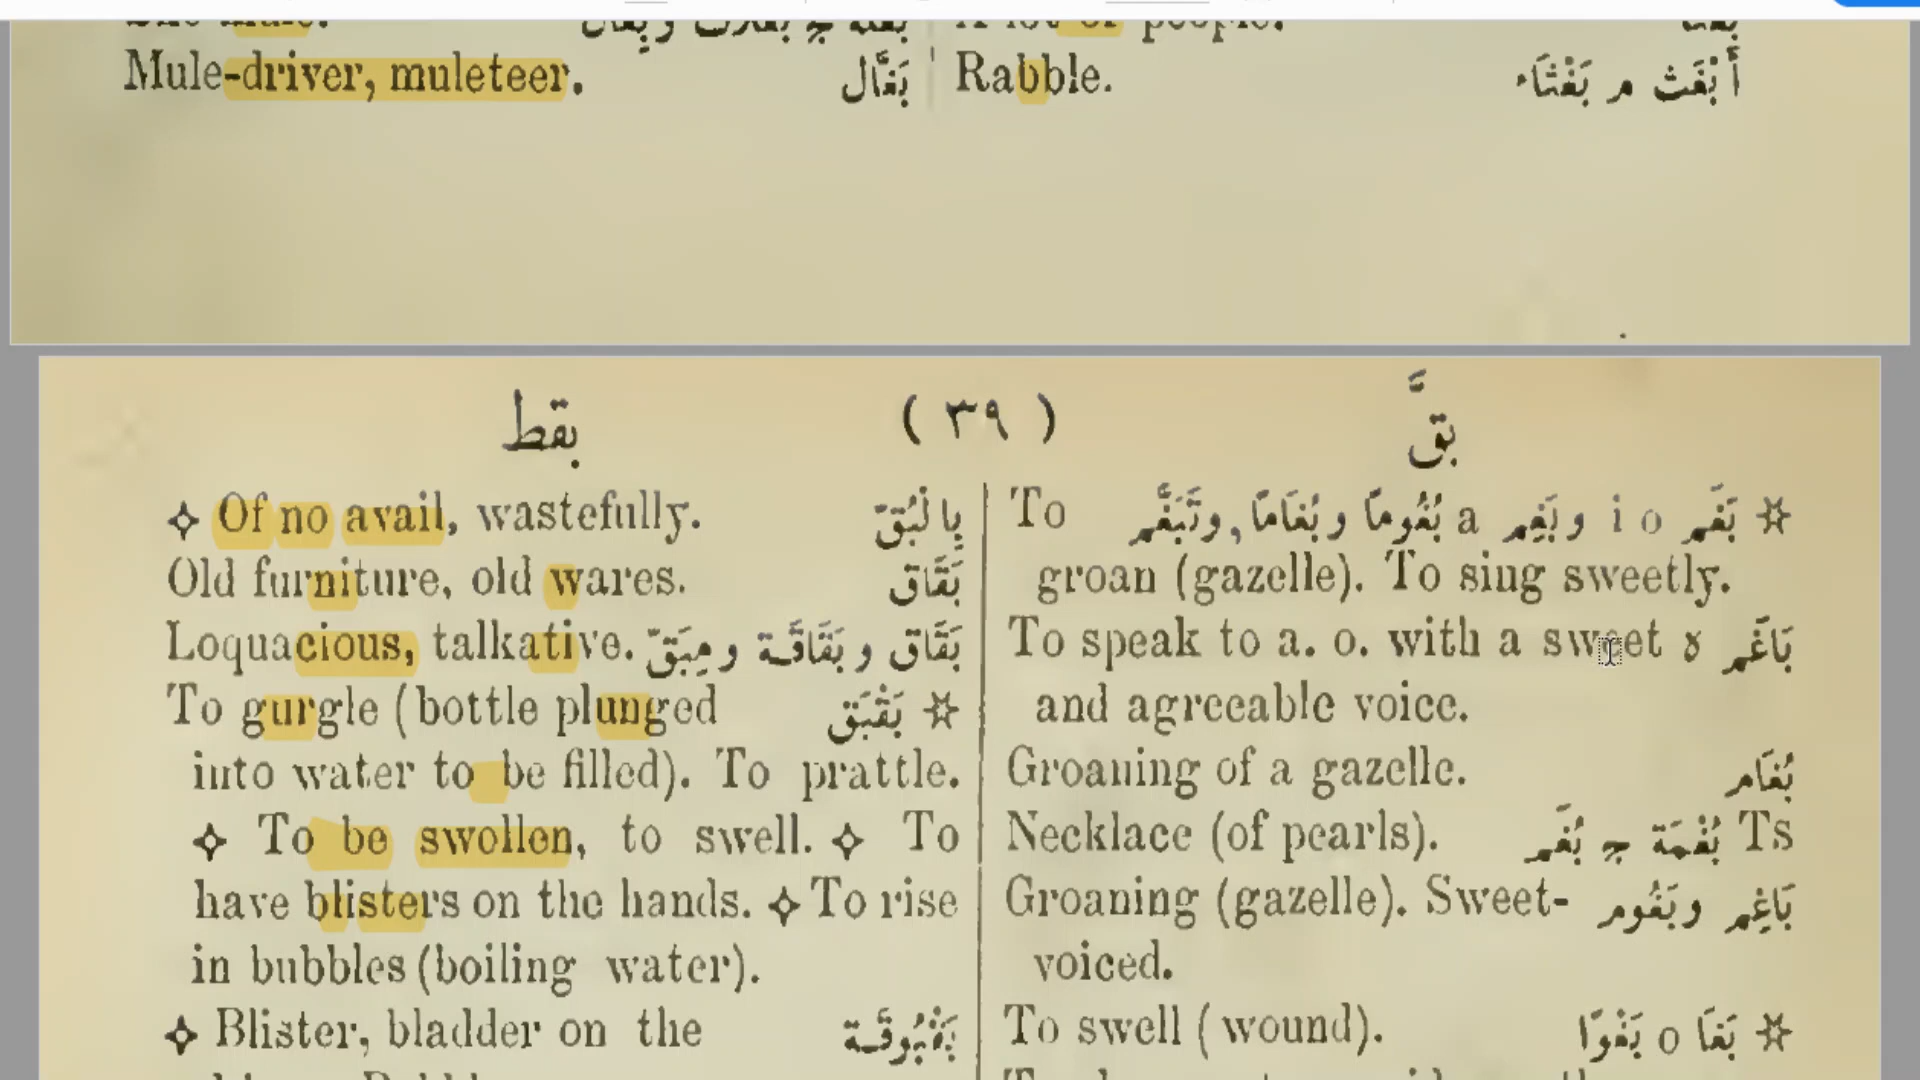 Mule-driver, muleteer. بَغَّال
Rabble. أَبْغَث م بَغْثَاء
بقط ( ٣٩ ) بقَّ
✧ Of no avail, wastefully. بِالْبُقّ
Old furniture, old wares. بَقَاق
Loquacious, talkative. بَقَاق وبَقَاقَة ومِبَقّ
To gurgle (bottle plunged بَقْبَق ☼
into water to be filled). To prattle.
✧ To be swollen, to swell. ✧ To
have blisters on the hands. ✧ To rise
in bubbles (boiling water).
✧ Blister, bladder on the بَقْبُوقَة
To بَغَم i o وبَغِم a بُغُومًا وبُغَامًا, وتَبَغَّم ☼
groan (gazelle). To sing sweetly.
To speak to a. o. with a sweet ه بَاغَم
and agreeable voice.
Groaning of a gazelle. بُغَام
Necklace (of pearls). Ts بُغْمَة ج بُغَم
Groaning (gazelle). Sweet- بَاغِم وبَغُوم
voiced.
To swell (wound). بَغَا o بَغْوًا ☼